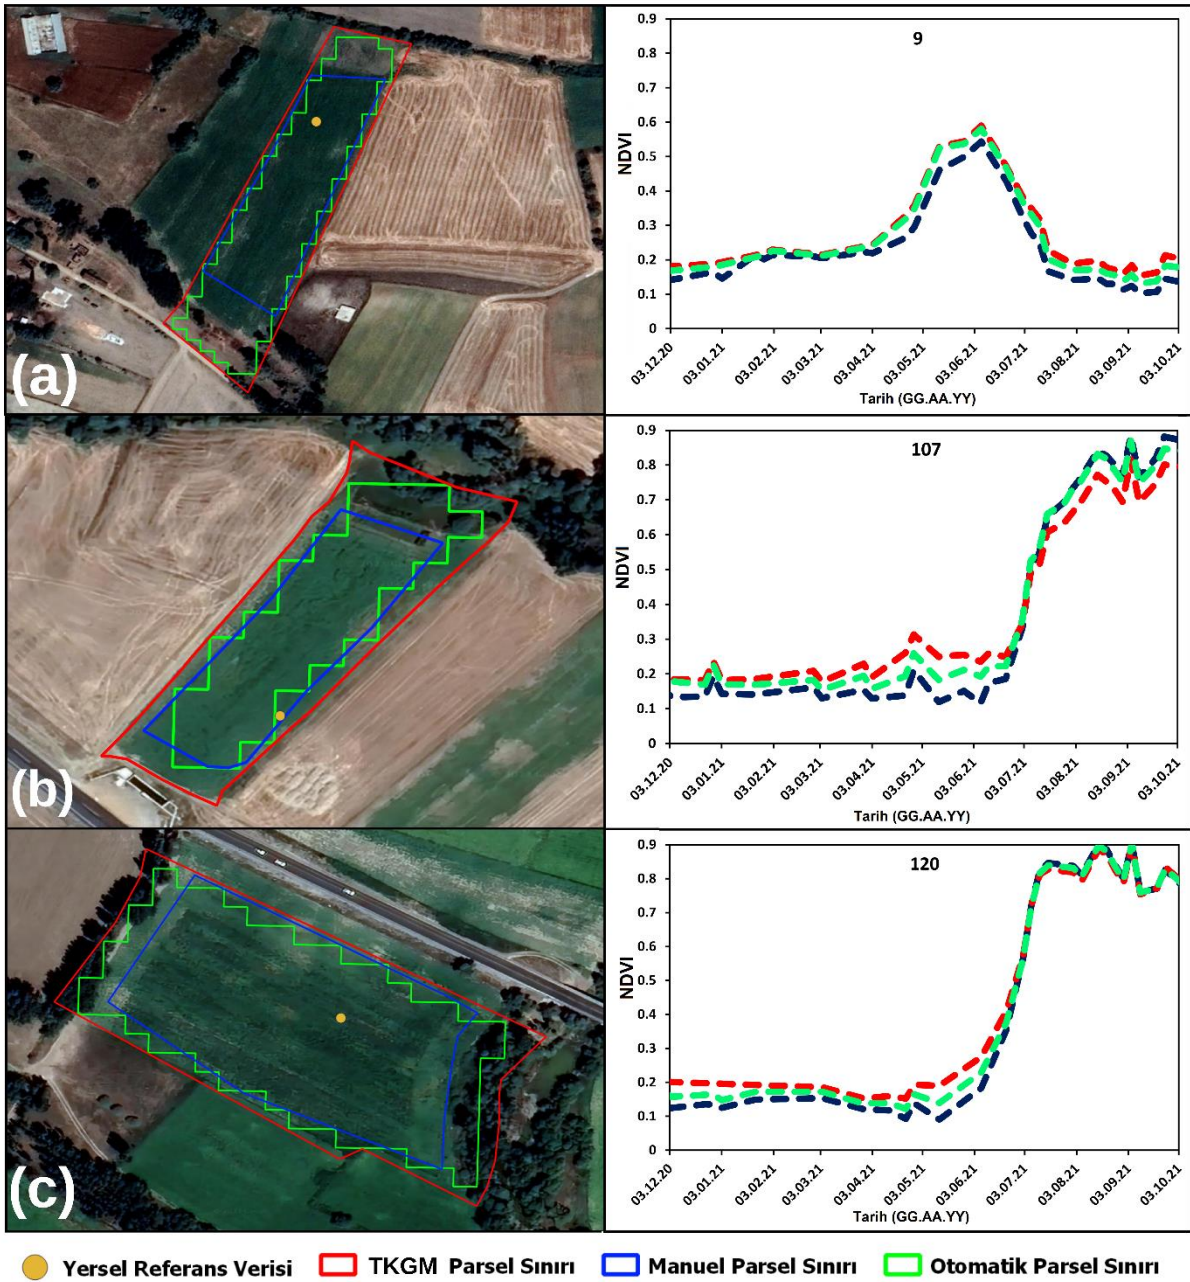 (a)
9
NDVI
0.9
0.8
0.7
0.6
0.5
0.4
0.3
0.2
0.1
0
03.12.20 03.01.21 03.02.21 03.03.21 03.04.21 03.05.21 03.06.21 03.07.21 03.08.21 03.09.21 03.10.21
Tarih (GG.AA.YY)
(b)
107
NDVI
0.9
0.8
0.7
0.6
0.5
0.4
0.3
0.2
0.1
0
03.12.20 03.01.21 03.02.21 03.03.21 03.04.21 03.05.21 03.06.21 03.07.21 03.08.21 03.09.21 03.10.21
Tarih (GG.AA.YY)
(c)
120
NDVI
0.9
0.8
0.7
0.6
0.5
0.4
0.3
0.2
0.1
0
03.12.20 03.01.21 03.02.21 03.03.21 03.04.21 03.05.21 03.06.21 03.07.21 03.08.21 03.09.21 03.10.21
Tarih (GG.AA.YY)
Yersel Referans Verisi TKGM Parsel Sınırı Manuel Parsel Sınırı Otomatik Parsel Sınırı